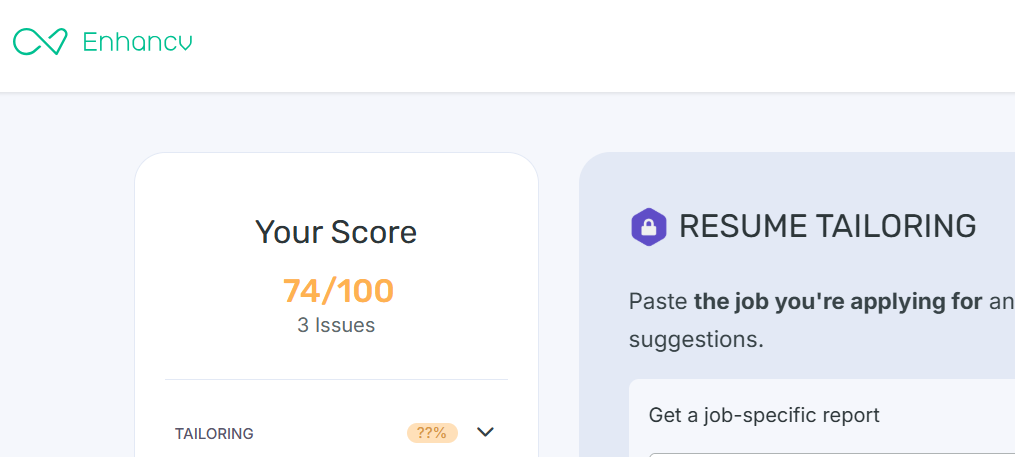 Enhancv
Your Score
74/100
3 Issues
TAILORING
??%
RESUME TAILORING
Paste the job you're applying for an
suggestions.
Get a job-specific report